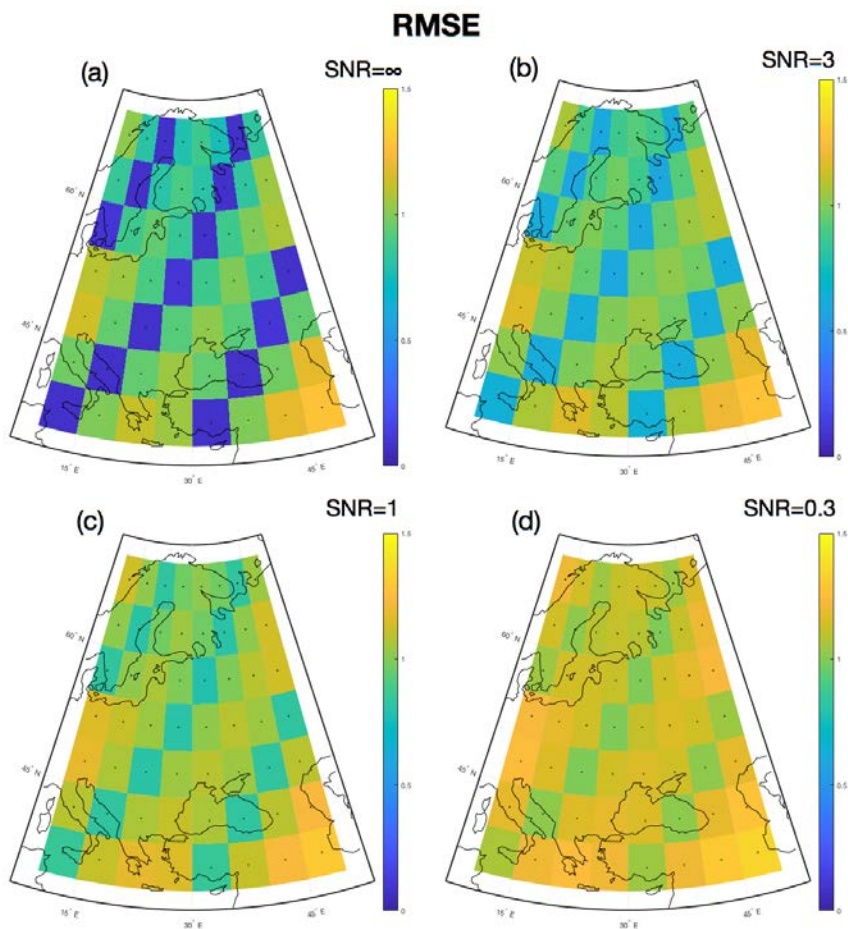 RMSE
(a)
SNR=∞
1.5
1
0.5
0
60° N
45° N
15° E
30° E
45° E
(b)
SNR=3
1.5
1
0.5
0
60° N
45° N
15° E
30° E
45° E
(c)
SNR=1
1.5
1
0.5
0
60° N
45° N
15° E
30° E
45° E
(d)
SNR=0.3
1.5
1
0.5
0
60° N
45° N
15° E
30° E
45° E